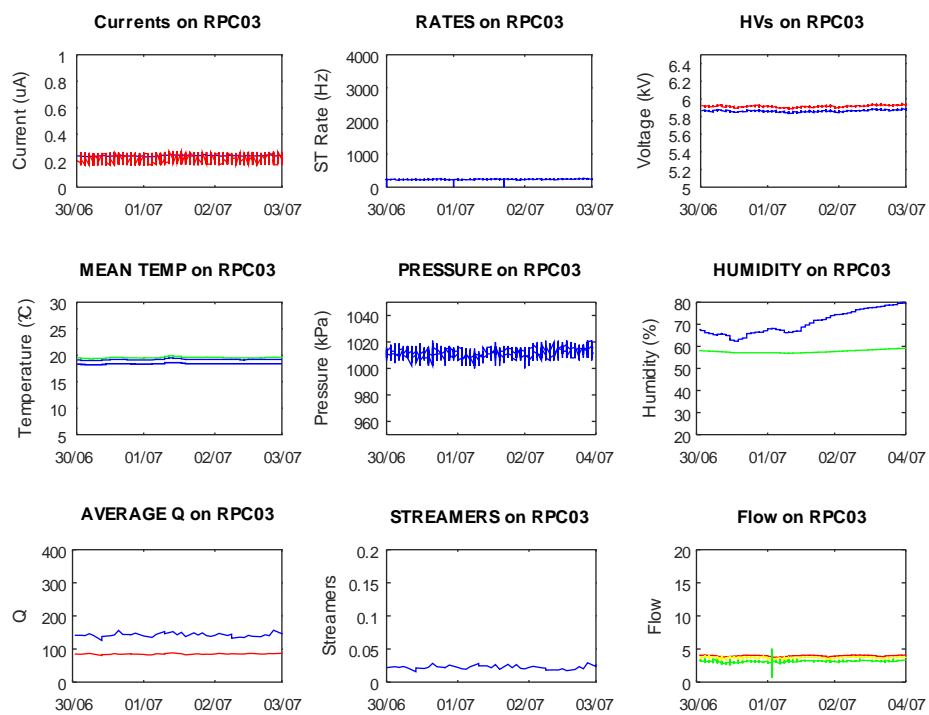 Currents on RPC03
RATES on RPC03
HVs on RPC03
Current (uA)
1
0.8
0.6
0.4
0.2
0
30/06 01/07 02/07 03/07
ST Rate (Hz)
4000
3000
2000
1000
0
30/06 01/07 02/07 03/07
Voltage (kV)
6.4
6.2
6
5.8
5.6
5.4
5.2
5
30/06 01/07 02/07 03/07
MEAN TEMP on RPC03
PRESSURE on RPC03
HUMIDITY on RPC03
Temperature (?C)
30
25
20
15
10
5
30/06 01/07 02/07 03/07
Pressure (kPa)
1040
1020
1000
980
960
30/06 01/07 02/07 04/07
Humidity (%)
80
70
60
50
40
30
20
30/06 01/07 02/07 04/07
AVERAGE Q on RPC03
STREAMERS on RPC03
Flow on RPC03
Q
400
300
200
100
0
30/06 01/07 02/07 03/07
Streamers
0.2
0.15
0.1
0.05
0
30/06 01/07 02/07 03/07
Flow
20
15
10
5
0
30/06 01/07 02/07 04/07